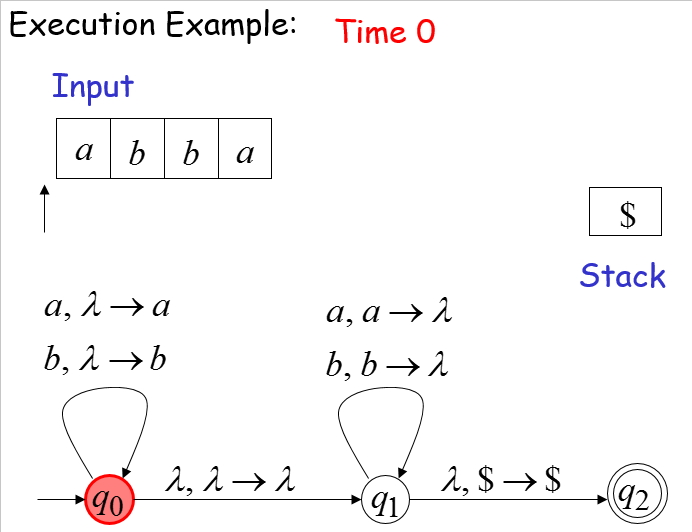 Execution Example: Time 0
Input
a b b a
$
Stack
a, λ → a
b, λ → b
a, a → λ
b, b → λ
λ, λ → λ
λ, $ → $
q₀
q₁
q₂